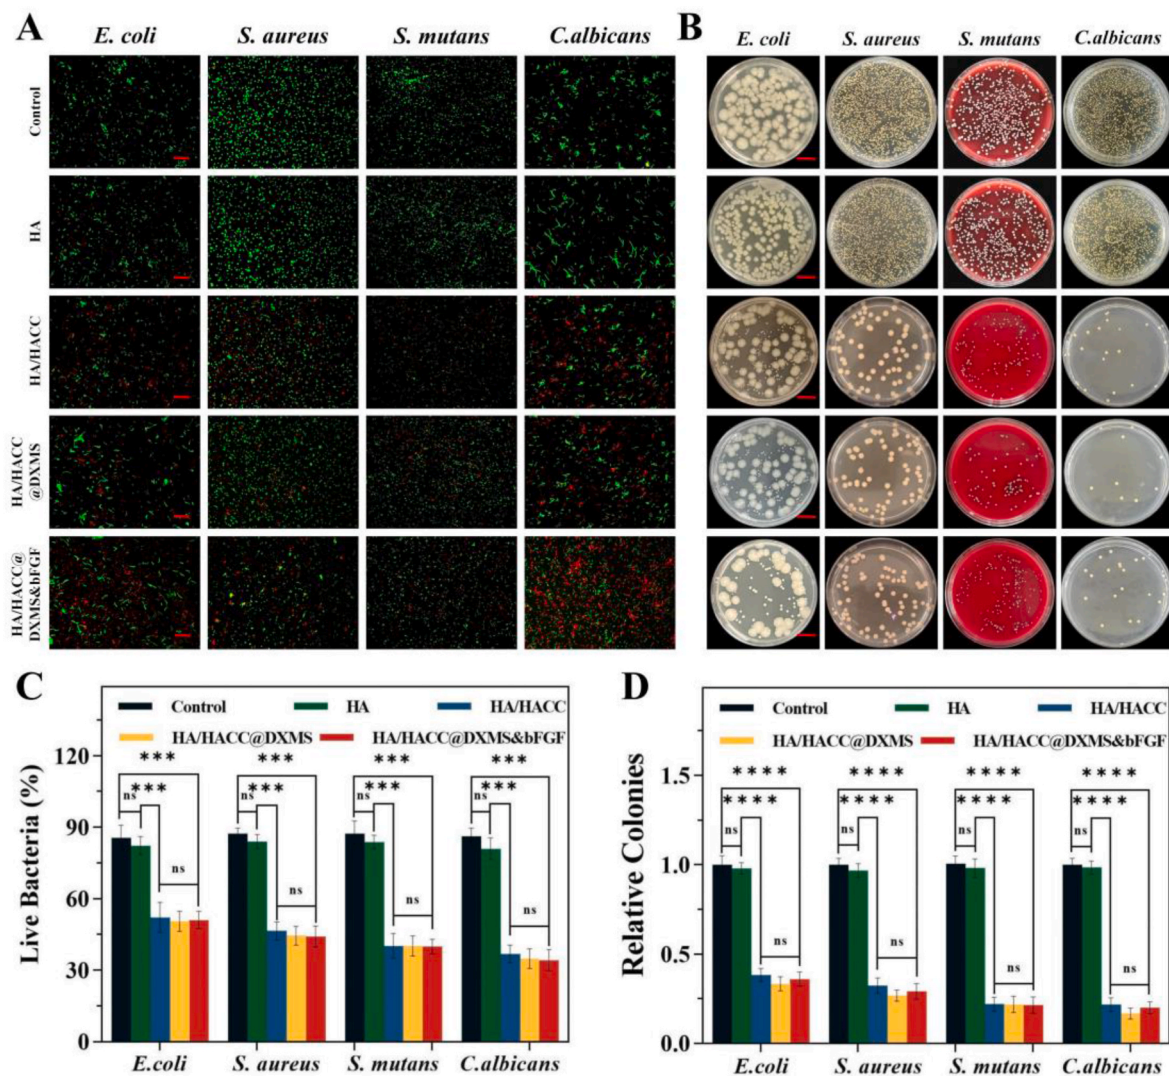 A
E. coli S. aureus S. mutans C.albicans
Control
HA
HA/HACC
HA/HACC
@DXMS
HA/HACC@
DXMS&bFGF
B
E. coli S. aureus S. mutans C.albicans
C
Control HA HA/HACC
HA/HACC@DXMS HA/HACC@DXMS&bFGF
Live Bacteria (%)
120
90
60
30
0
*** *** *** ***
*** *** *** ***
ns ns ns ns
ns ns ns ns
E.coli S. aureus S. mutans C.albicans
D
Control HA HA/HACC
HA/HACC@DXMS HA/HACC@DXMS&bFGF
Relative Colonies
1.5
1.0
0.5
0.0
**** **** **** ****
**** **** **** ****
ns ns ns ns
ns ns ns ns
E.coli S. aureus S. mutans C.albicans